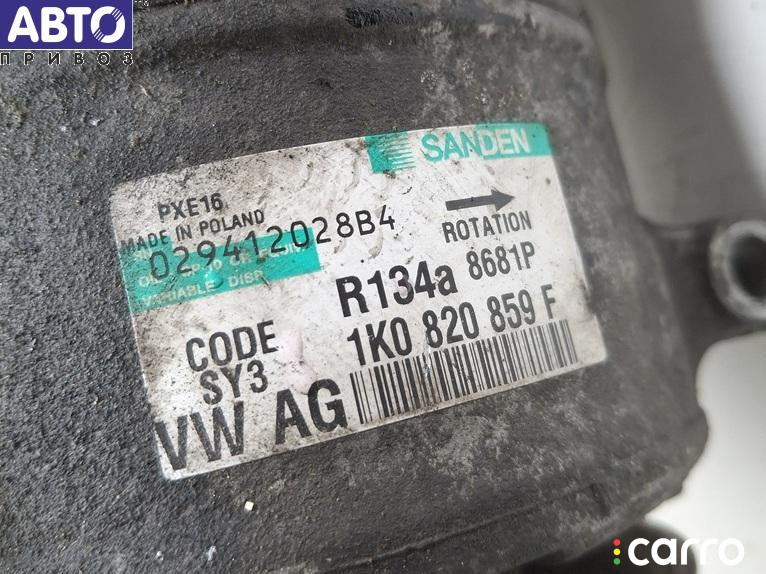 АВТО
ПРИВОЗ
SANDEN
PXE16
MADE IN POLAND
029412028B4
ROTATION
VARIABLE DISP.
R134a 8681P
CODE
SY3
1K0 820 859 F
VW AG
carro